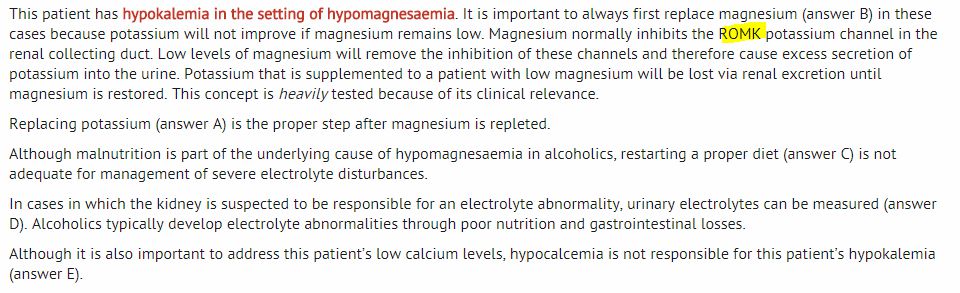 This patient has hypokalemia in the setting of hypomagnesaemia. It is important to always first replace magnesium (answer B) in these
cases because potassium will not improve if magnesium remains low. Magnesium normally inhibits the ROMK potassium channel in the
renal collecting duct. Low levels of magnesium will remove the inhibition of these channels and therefore cause excess secretion of
potassium into the urine. Potassium that is supplemented to a patient with low magnesium will be lost via renal excretion until
magnesium is restored. This concept is heavily tested because of its clinical relevance.
Replacing potassium (answer A) is the proper step after magnesium is repleted.
Although malnutrition is part of the underlying cause of hypomagnesaemia in alcoholics, restarting a proper diet (answer C) is not
adequate for management of severe electrolyte disturbances.
In cases in which the kidney is suspected to be responsible for an electrolyte abnormality, urinary electrolytes can be measured (answer
D). Alcoholics typically develop electrolyte abnormalities through poor nutrition and gastrointestinal losses.
Although it is also important to address this patient's low calcium levels, hypocalcemia is not responsible for this patient's hypokalemia
(answer E).